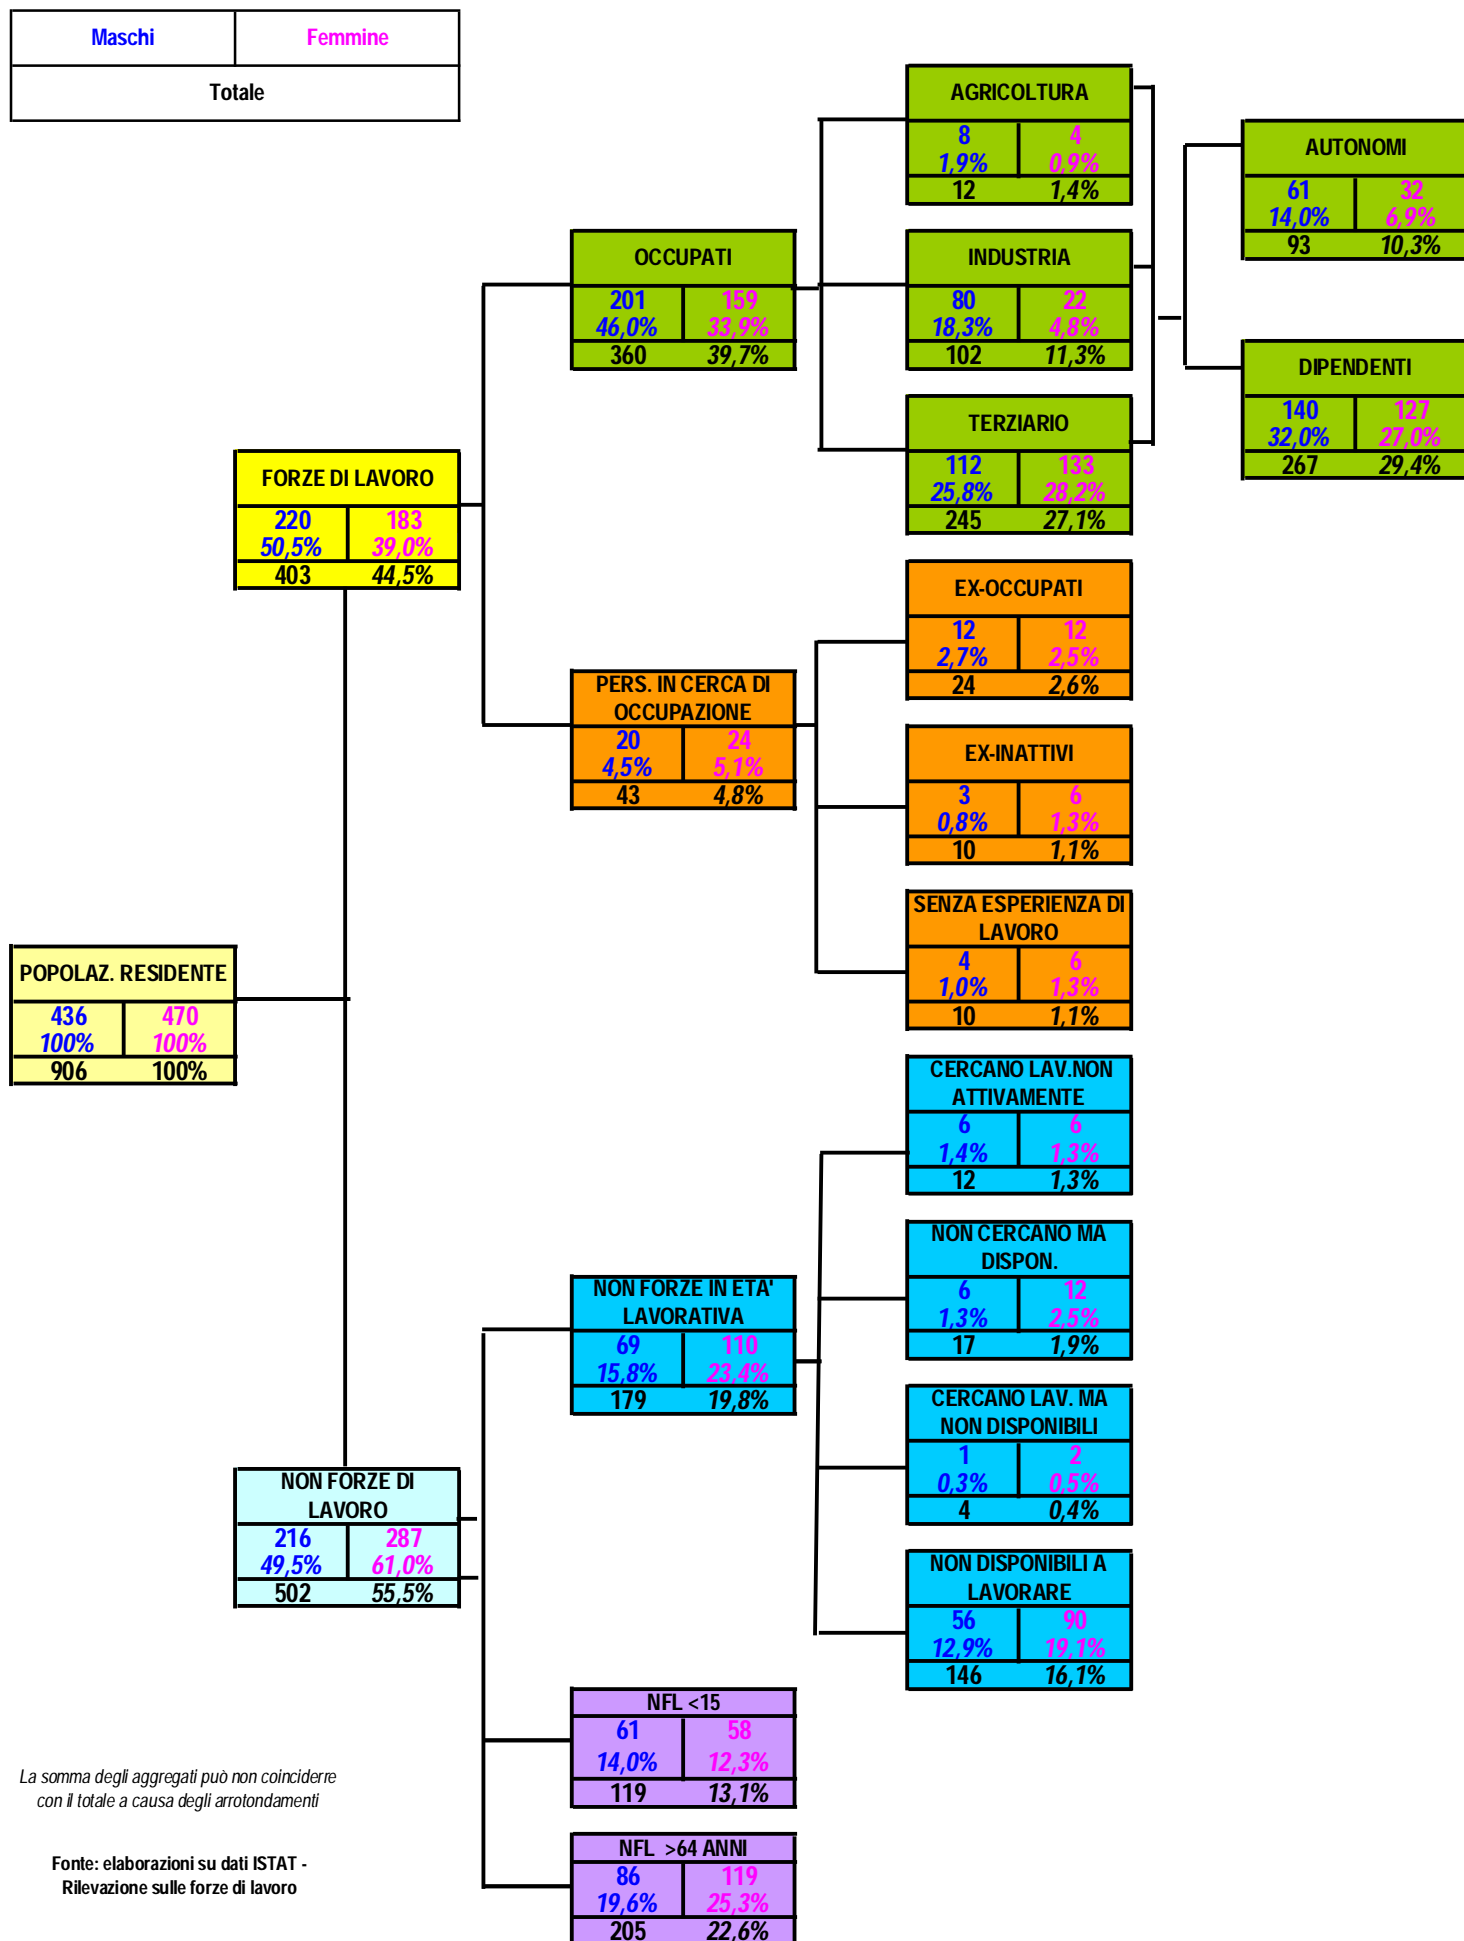 Maschi Femmine
Totale
AGRICOLTURA
8 4
1,9% 0,9%
12 1,4%
AUTONOMI
61 32
14,0% 6,9%
93 10,3%
OCCUPATI
201 159
46,0% 33,9%
360 39,7%
INDUSTRIA
80 22
18,3% 4,8%
102 11,3%
DIPENDENTI
140 127
32,0% 27,0%
267 29,4%
TERZIARIO
112 133
25,8% 28,2%
245 27,1%
FORZE DI LAVORO
220 183
50,5% 39,0%
403 44,5%
EX-OCCUPATI
12 12
2,7% 2,5%
24 2,6%
PERS. IN CERCA DI
OCCUPAZIONE
20 24
4,5% 5,1%
43 4,8%
EX-INATTIVI
3 6
0,8% 1,3%
10 1,1%
SENZA ESPERIENZA DI
LAVORO
4 6
1,0% 1,3%
10 1,1%
POPOLAZ. RESIDENTE
436 470
100% 100%
906 100%
CERCANO LAV.NON
ATTIVAMENTE
6 6
1,4% 1,3%
12 1,3%
NON CERCANO MA
DISPON.
6 12
1,3% 2,5%
17 1,9%
NON FORZE IN ETA'
LAVORATIVA
69 110
15,8% 23,4%
179 19,8%
CERCANO LAV. MA
NON DISPONIBILI
1 2
0,3% 0,5%
4 0,4%
NON FORZE DI
LAVORO
216 287
49,5% 61,0%
502 55,5%
NON DISPONIBILI A
LAVORARE
56 90
12,9% 19,1%
146 16,1%
NFL <15
61 58
14,0% 12,3%
119 13,1%
NFL >64 ANNI
86 119
19,6% 25,3%
205 22,6%
La somma degli aggregati può non coinciderre
con il totale a causa degli arrotondamenti
Fonte: elaborazioni su dati ISTAT -
Rilevazione sulle forze di lavoro